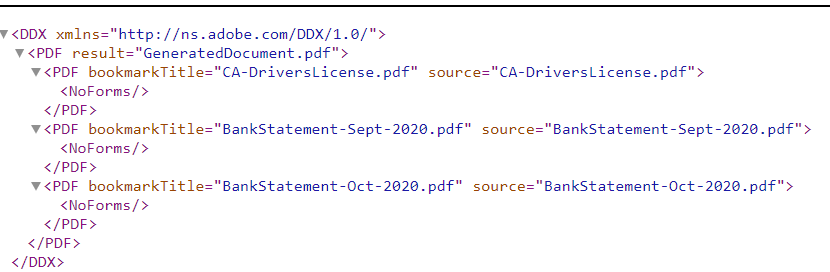 <DDX xmlns="http://ns.adobe.com/DDX/1.0/">
<PDF result="GeneratedDocument.pdf">
<PDF bookmarkTitle="CA-DriversLicense.pdf" source="CA-DriversLicense.pdf">
<NoForms/>
</PDF>
<PDF bookmarkTitle="BankStatement-Sept-2020.pdf" source="BankStatement-Sept-2020.pdf">
<NoForms/>
</PDF>
<PDF bookmarkTitle="BankStatement-Oct-2020.pdf" source="BankStatement-Oct-2020.pdf">
<NoForms/>
</PDF>
</PDF>
</DDX>